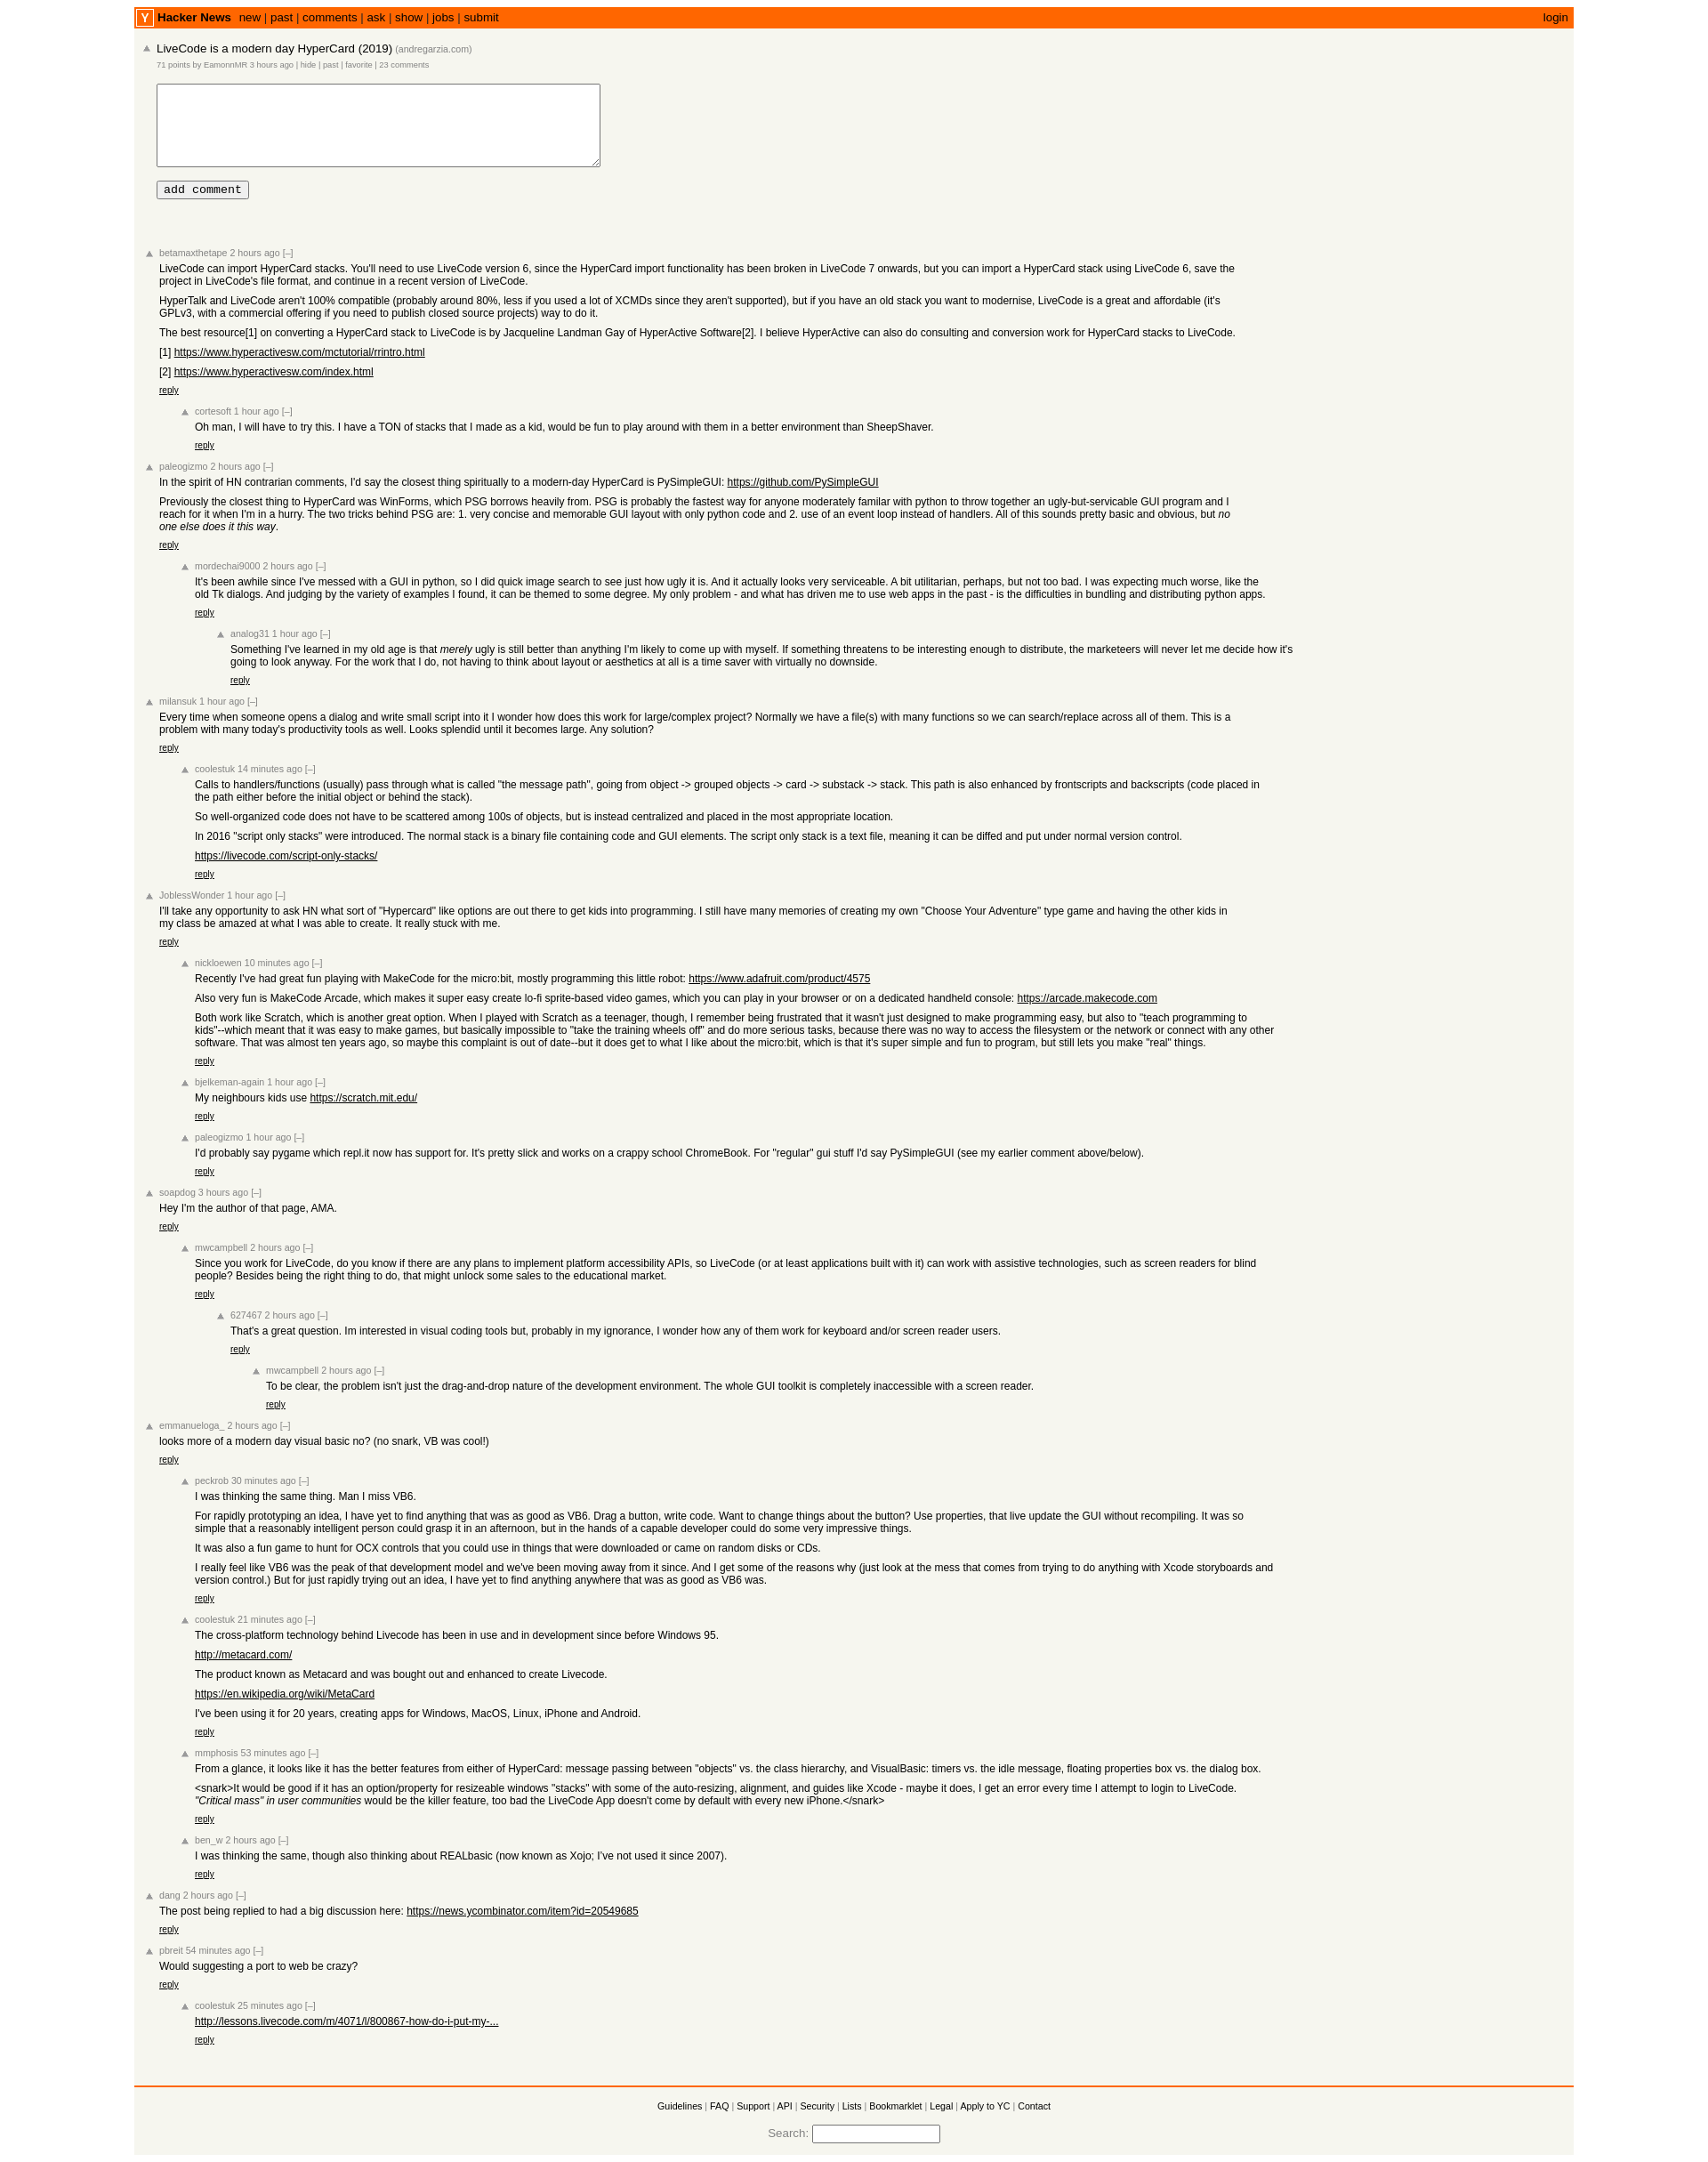 Y Hacker News new | past | comments | ask | show | jobs | submit login
LiveCode is a modern day HyperCard (2019) (andregarzia.com)
71 points by EamonnMR 3 hours ago | hide | past | favorite | 23 comments
add comment
betamaxthetape 2 hours ago [–]
LiveCode can import HyperCard stacks. You'll need to use LiveCode version 6, since the HyperCard import functionality has been broken in LiveCode 7 onwards, but you can import a HyperCard stack using LiveCode 6, save the
project in LiveCode's file format, and continue in a recent version of LiveCode.
HyperTalk and LiveCode aren't 100% compatible (probably around 80%, less if you used a lot of XCMDs since they aren't supported), but if you have an old stack you want to modernise, LiveCode is a great and affordable (it's
GPLv3, with a commercial offering if you need to publish closed source projects) way to do it.
The best resource[1] on converting a HyperCard stack to LiveCode is by Jacqueline Landman Gay of HyperActive Software[2]. I believe HyperActive can also do consulting and conversion work for HyperCard stacks to LiveCode.
[1] https://www.hyperactivesw.com/mctutorial/rrintro.html
[2] https://www.hyperactivesw.com/index.html
reply
cortesoft 1 hour ago [–]
Oh man, I will have to try this. I have a TON of stacks that I made as a kid, would be fun to play around with them in a better environment than SheepShaver.
reply
paleogizmo 2 hours ago [–]
In the spirit of HN contrarian comments, I'd say the closest thing spiritually to a modern-day HyperCard is PySimpleGUI: https://github.com/PySimpleGUI
Previously the closest thing to HyperCard was WinForms, which PSG borrows heavily from. PSG is probably the fastest way for anyone moderately familar with python to throw together an ugly-but-servicable GUI program and I
reach for it when I'm in a hurry. The two tricks behind PSG are: 1. very concise and memorable GUI layout with only python code and 2. use of an event loop instead of handlers. All of this sounds pretty basic and obvious, but no
one else does it this way.
reply
mordechai9000 2 hours ago [–]
It's been awhile since I've messed with a GUI in python, so I did quick image search to see just how ugly it is. And it actually looks very serviceable. A bit utilitarian, perhaps, but not too bad. I was expecting much worse, like the
old Tk dialogs. And judging by the variety of examples I found, it can be themed to some degree. My only problem - and what has driven me to use web apps in the past - is the difficulties in bundling and distributing python apps.
reply
analog31 1 hour ago [–]
Something I've learned in my old age is that merely ugly is still better than anything I'm likely to come up with myself. If something threatens to be interesting enough to distribute, the marketeers will never let me decide how it's
going to look anyway. For the work that I do, not having to think about layout or aesthetics at all is a time saver with virtually no downside.
reply
milansuk 1 hour ago [–]
Every time when someone opens a dialog and write small script into it I wonder how does this work for large/complex project? Normally we have a file(s) with many functions so we can search/replace across all of them. This is a
problem with many today's productivity tools as well. Looks splendid until it becomes large. Any solution?
reply
coolestuk 14 minutes ago [–]
Calls to handlers/functions (usually) pass through what is called "the message path", going from object -> grouped objects -> card -> substack -> stack. This path is also enhanced by frontscripts and backscripts (code placed in
the path either before the initial object or behind the stack).
So well-organized code does not have to be scattered among 100s of objects, but is instead centralized and placed in the most appropriate location.
In 2016 "script only stacks" were introduced. The normal stack is a binary file containing code and GUI elements. The script only stack is a text file, meaning it can be diffed and put under normal version control.
https://livecode.com/script-only-stacks/
reply
JoblessWonder 1 hour ago [–]
I'll take any opportunity to ask HN what sort of "Hypercard" like options are out there to get kids into programming. I still have many memories of creating my own "Choose Your Adventure" type game and having the other kids in
my class be amazed at what I was able to create. It really stuck with me.
reply
nickloewen 10 minutes ago [–]
Recently I've had great fun playing with MakeCode for the micro:bit, mostly programming this little robot: https://www.adafruit.com/product/4575
Also very fun is MakeCode Arcade, which makes it super easy create lo-fi sprite-based video games, which you can play in your browser or on a dedicated handheld console: https://arcade.makecode.com
Both work like Scratch, which is another great option. When I played with Scratch as a teenager, though, I remember being frustrated that it wasn't just designed to make programming easy, but also to "teach programming to
kids"--which meant that it was easy to make games, but basically impossible to "take the training wheels off" and do more serious tasks, because there was no way to access the filesystem or the network or connect with any other
software. That was almost ten years ago, so maybe this complaint is out of date--but it does get to what I like about the micro:bit, which is that it's super simple and fun to program, but still lets you make "real" things.
reply
bjelkeman-again 1 hour ago [–]
My neighbours kids use https://scratch.mit.edu/
reply
paleogizmo 1 hour ago [–]
I'd probably say pygame which repl.it now has support for. It's pretty slick and works on a crappy school ChromeBook. For "regular" gui stuff I'd say PySimpleGUI (see my earlier comment above/below).
reply
soapdog 3 hours ago [–]
Hey I'm the author of that page, AMA.
reply
mwcampbell 2 hours ago [–]
Since you work for LiveCode, do you know if there are any plans to implement platform accessibility APIs, so LiveCode (or at least applications built with it) can work with assistive technologies, such as screen readers for blind
people? Besides being the right thing to do, that might unlock some sales to the educational market.
reply
627467 2 hours ago [–]
That's a great question. Im interested in visual coding tools but, probably in my ignorance, I wonder how any of them work for keyboard and/or screen reader users.
reply
mwcampbell 2 hours ago [–]
To be clear, the problem isn't just the drag-and-drop nature of the development environment. The whole GUI toolkit is completely inaccessible with a screen reader.
reply
emmanueloga_ 2 hours ago [–]
looks more of a modern day visual basic no? (no snark, VB was cool!)
reply
peckrob 30 minutes ago [–]
I was thinking the same thing. Man I miss VB6.
For rapidly prototyping an idea, I have yet to find anything that was as good as VB6. Drag a button, write code. Want to change things about the button? Use properties, that live update the GUI without recompiling. It was so
simple that a reasonably intelligent person could grasp it in an afternoon, but in the hands of a capable developer could do some very impressive things.
It was also a fun game to hunt for OCX controls that you could use in things that were downloaded or came on random disks or CDs.
I really feel like VB6 was the peak of that development model and we've been moving away from it since. And I get some of the reasons why (just look at the mess that comes from trying to do anything with Xcode storyboards and
version control.) But for just rapidly trying out an idea, I have yet to find anything anywhere that was as good as VB6 was.
reply
coolestuk 21 minutes ago [–]
The cross-platform technology behind Livecode has been in use and in development since before Windows 95.
http://metacard.com/
The product known as Metacard and was bought out and enhanced to create Livecode.
https://en.wikipedia.org/wiki/MetaCard
I've been using it for 20 years, creating apps for Windows, MacOS, Linux, iPhone and Android.
reply
mmphosis 53 minutes ago [–]
From a glance, it looks like it has the better features from either of HyperCard: message passing between "objects" vs. the class hierarchy, and VisualBasic: timers vs. the idle message, floating properties box vs. the dialog box.
<snark>It would be good if it has an option/property for resizeable windows "stacks" with some of the auto-resizing, alignment, and guides like Xcode - maybe it does, I get an error every time I attempt to login to LiveCode.
"Critical mass" in user communities would be the killer feature, too bad the LiveCode App doesn't come by default with every new iPhone.</snark>
reply
ben_w 2 hours ago [–]
I was thinking the same, though also thinking about REALbasic (now known as Xojo; I've not used it since 2007).
reply
dang 2 hours ago [–]
The post being replied to had a big discussion here: https://news.ycombinator.com/item?id=20549685
reply
pbreit 54 minutes ago [–]
Would suggesting a port to web be crazy?
reply
coolestuk 25 minutes ago [–]
http://lessons.livecode.com/m/4071/l/800867-how-do-i-put-my-...
reply
Guidelines | FAQ | Support | API | Security | Lists | Bookmarklet | Legal | Apply to YC | Contact
Search: